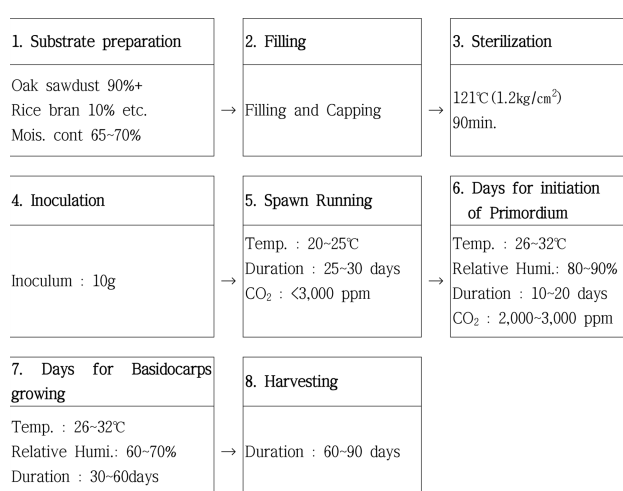 1. Substrate preparation
Oak sawdust 90%+
Rice bran 10% etc.
Mois. cont 65~70%
→
2. Filling
Filling and Capping
→
3. Sterilization
121℃(1.2kg/cm²)
90min.
4. Inoculation
Inoculum : 10g
→
5. Spawn Running
Temp. : 20~25℃
Duration : 25~30 days
CO₂ : <3,000 ppm
→
6. Days for initiation
of Primordium
Temp. : 26~32℃
Relative Humi.: 80~90%
Duration : 10~20 days
CO₂ : 2,000~3,000 ppm
7. Days for Basidocarps
growing
Temp. : 26~32℃
Relative Humi.: 60~70%
Duration : 30~60days
→
8. Harvesting
Duration : 60~90 days